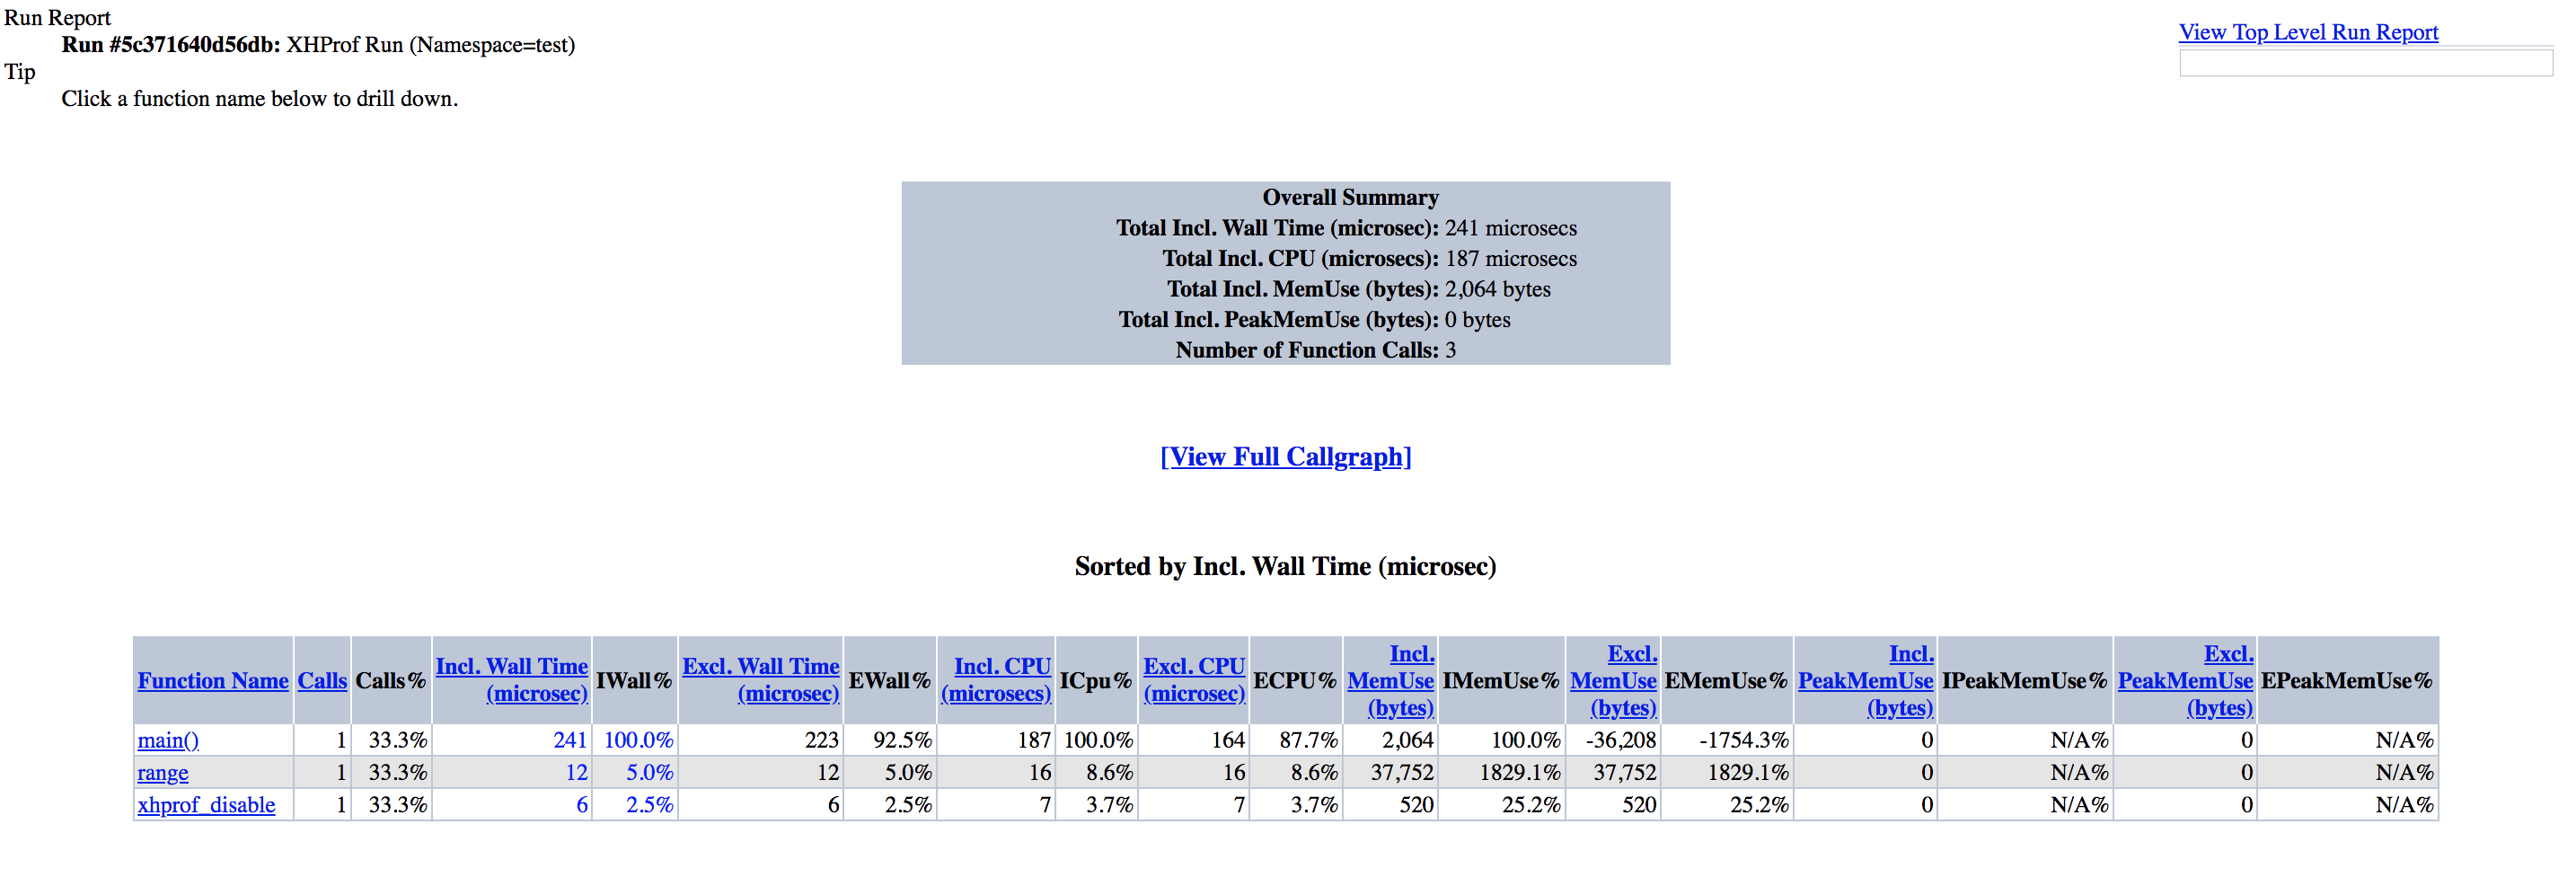 Run Report
Run #5c371640d56db: XHProf Run (Namespace=test)
Tip
Click a function name below to drill down.
View Top Level Run Report
Overall Summary
Total Incl. Wall Time (microsec): 241 microsecs
Total Incl. CPU (microsecs): 187 microsecs
Total Incl. MemUse (bytes): 2,064 bytes
Total Incl. PeakMemUse (bytes): 0 bytes
Number of Function Calls: 3
[View Full Callgraph]
Sorted by Incl. Wall Time (microsec)
Function Name Calls Calls% Incl. Wall Time (microsec) IWall% Excl. Wall Time (microsec) EWall% Incl. CPU (microsecs) ICpu% Excl. CPU (microsec) ECPU% Incl. MemUse (bytes) IMemUse% Excl. MemUse (bytes) EMemUse% Incl. PeakMemUse (bytes) IPeakMemUse% Excl. PeakMemUse (bytes) EPeakMemUse%
main() 1 33.3% 241 100.0% 223 92.5% 187 100.0% 164 87.7% 2,064 100.0% -36,208 -1754.3% 0 N/A% 0 N/A%
range 1 33.3% 12 5.0% 12 5.0% 16 8.6% 16 8.6% 37,752 1829.1% 37,752 1829.1% 0 N/A% 0 N/A%
xhprof_disable 1 33.3% 6 2.5% 6 2.5% 7 3.7% 7 3.7% 520 25.2% 520 25.2% 0 N/A% 0 N/A%